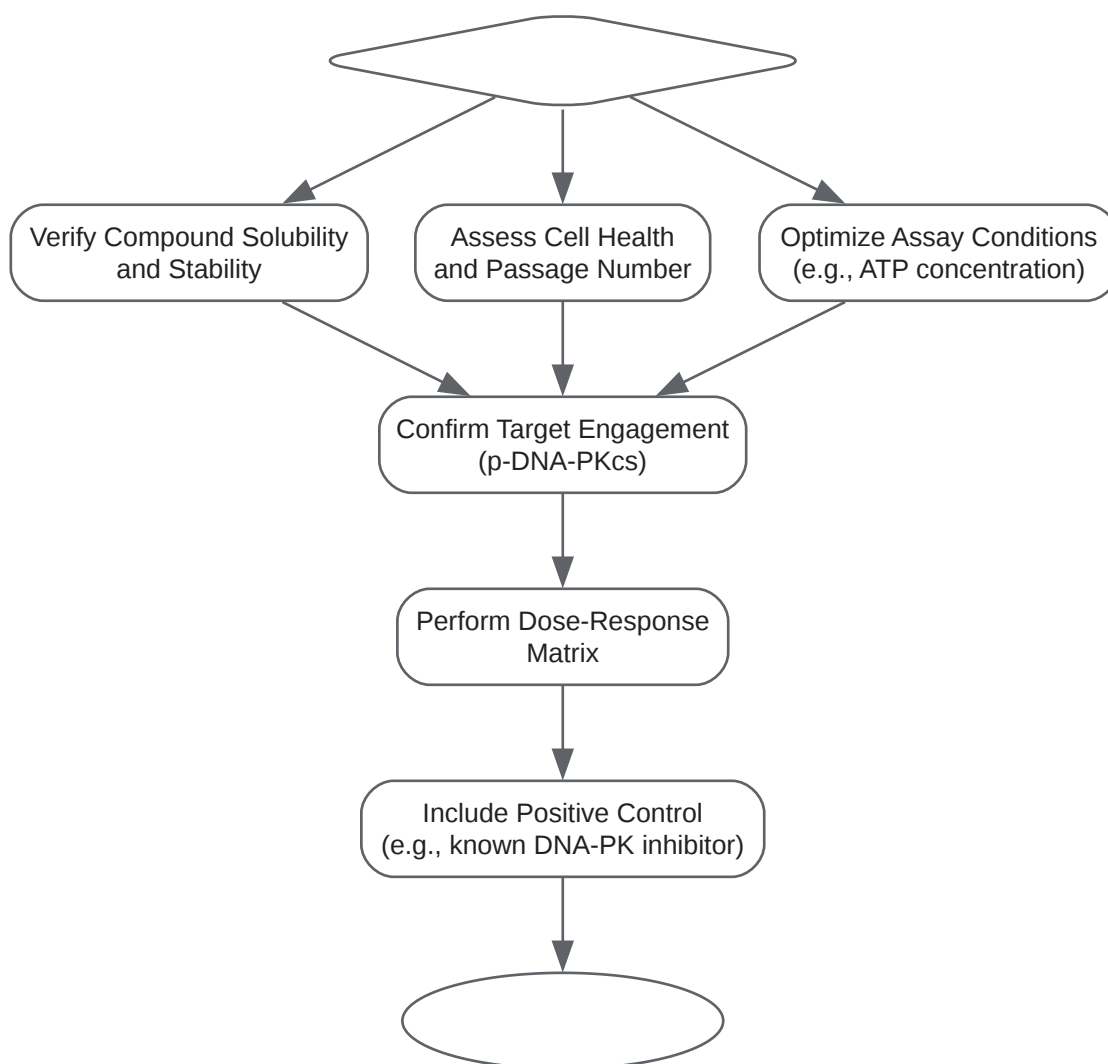 Verify Compound Solubility
and Stability
Assess Cell Health
and Passage Number
Optimize Assay Conditions
(e.g., ATP concentration)
Confirm Target Engagement
(p-DNA-PKcs)
Perform Dose-Response
Matrix
Include Positive Control
(e.g., known DNA-PK inhibitor)